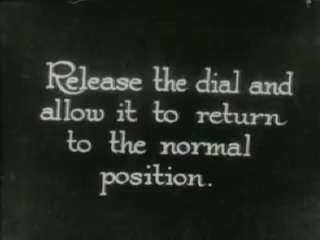 Release the dial and
allow it to return
to the normal
position.